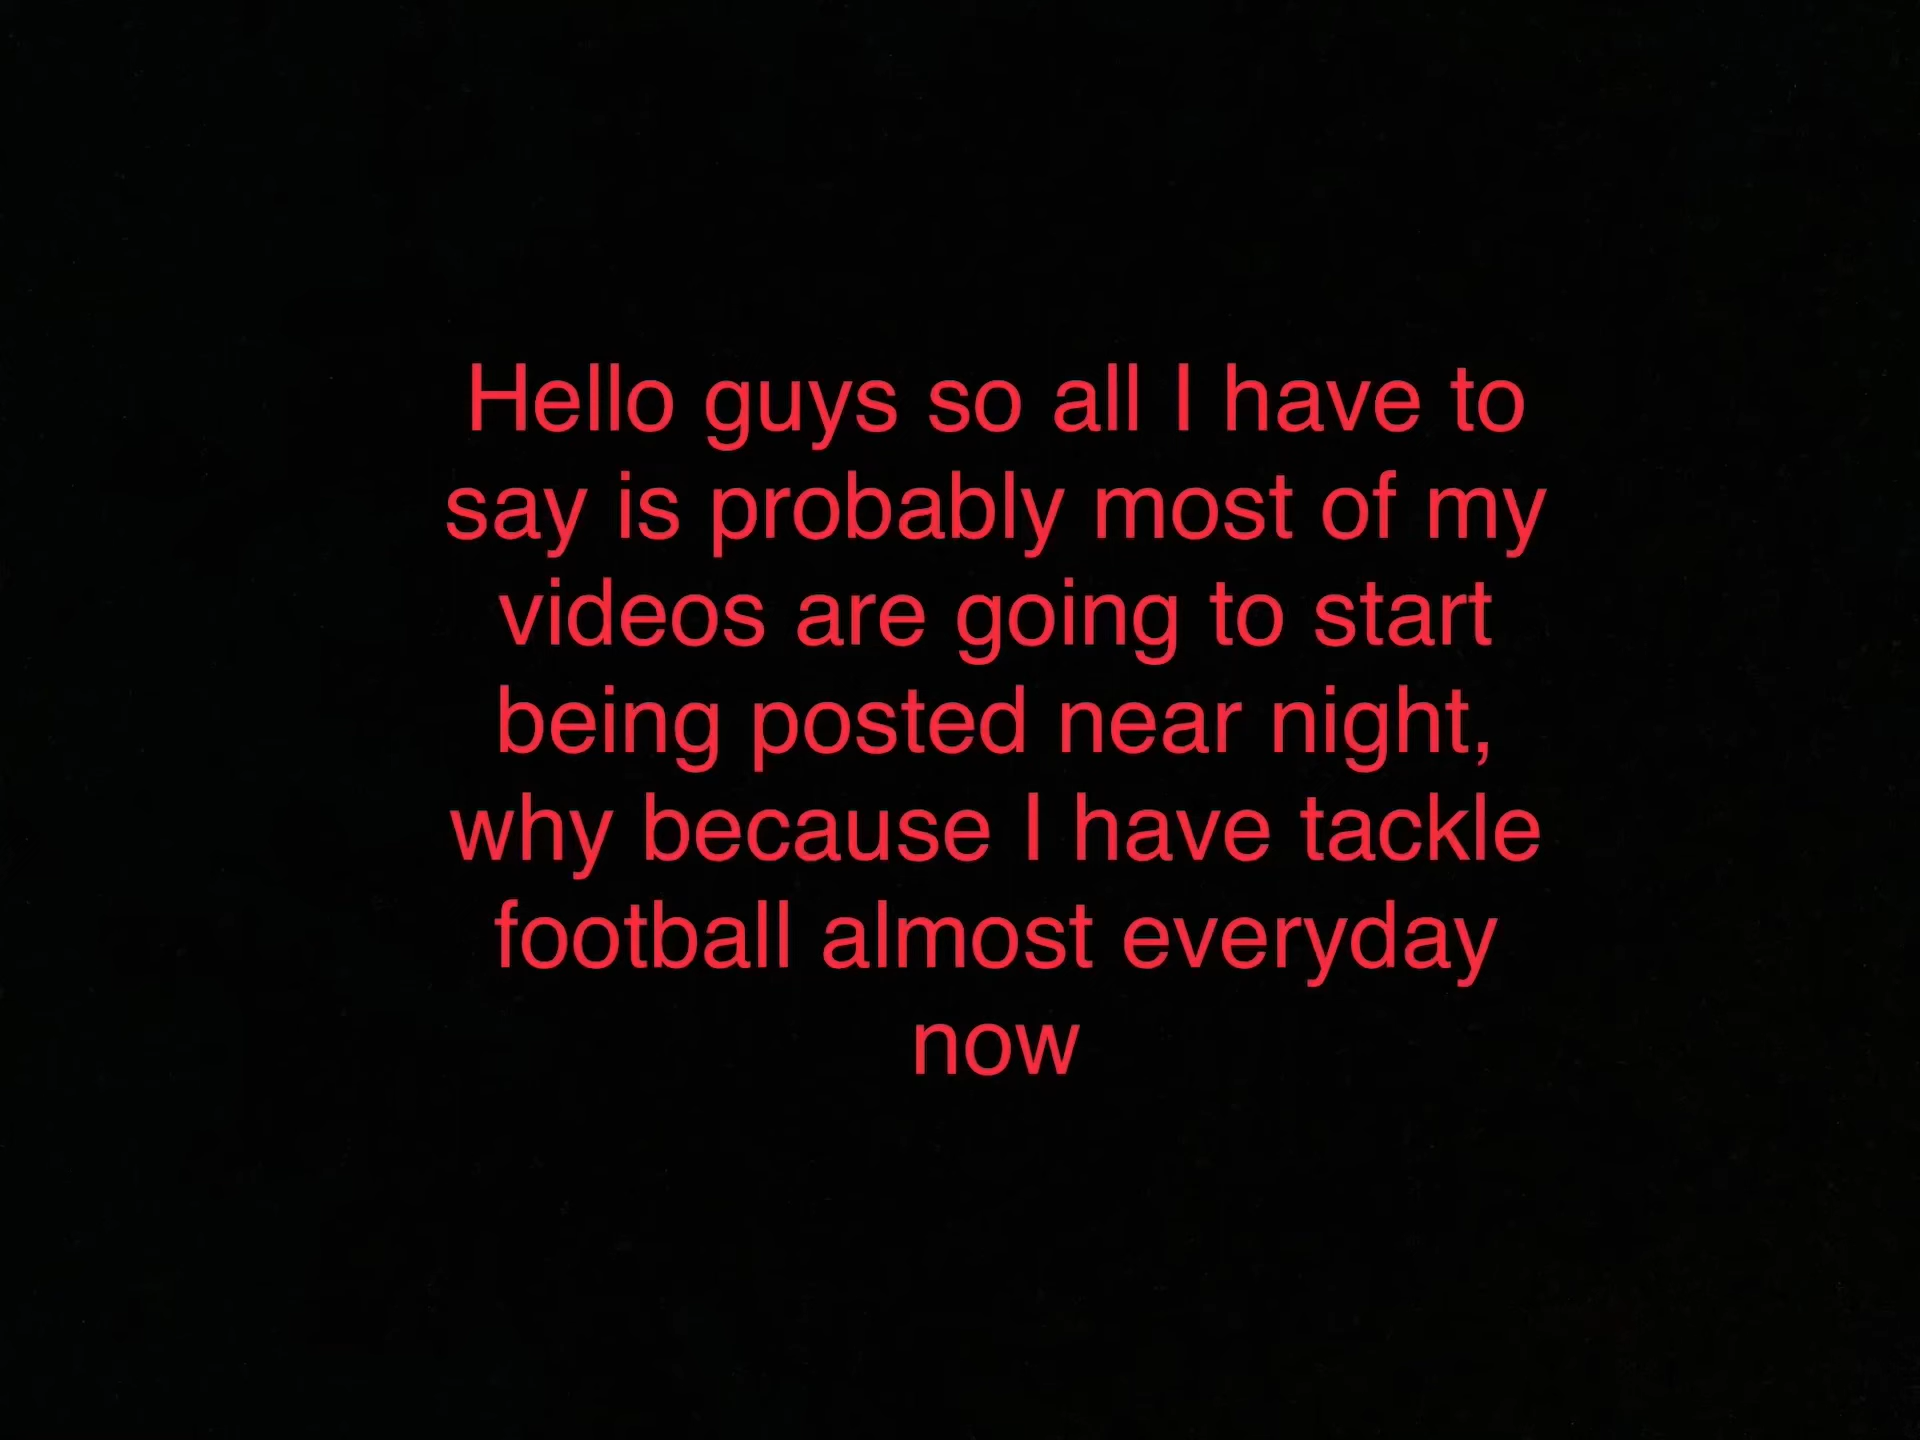 Hello guys so all I have to
say is probably most of my
videos are going to start
being posted near night,
why because I have tackle
football almost everyday
now